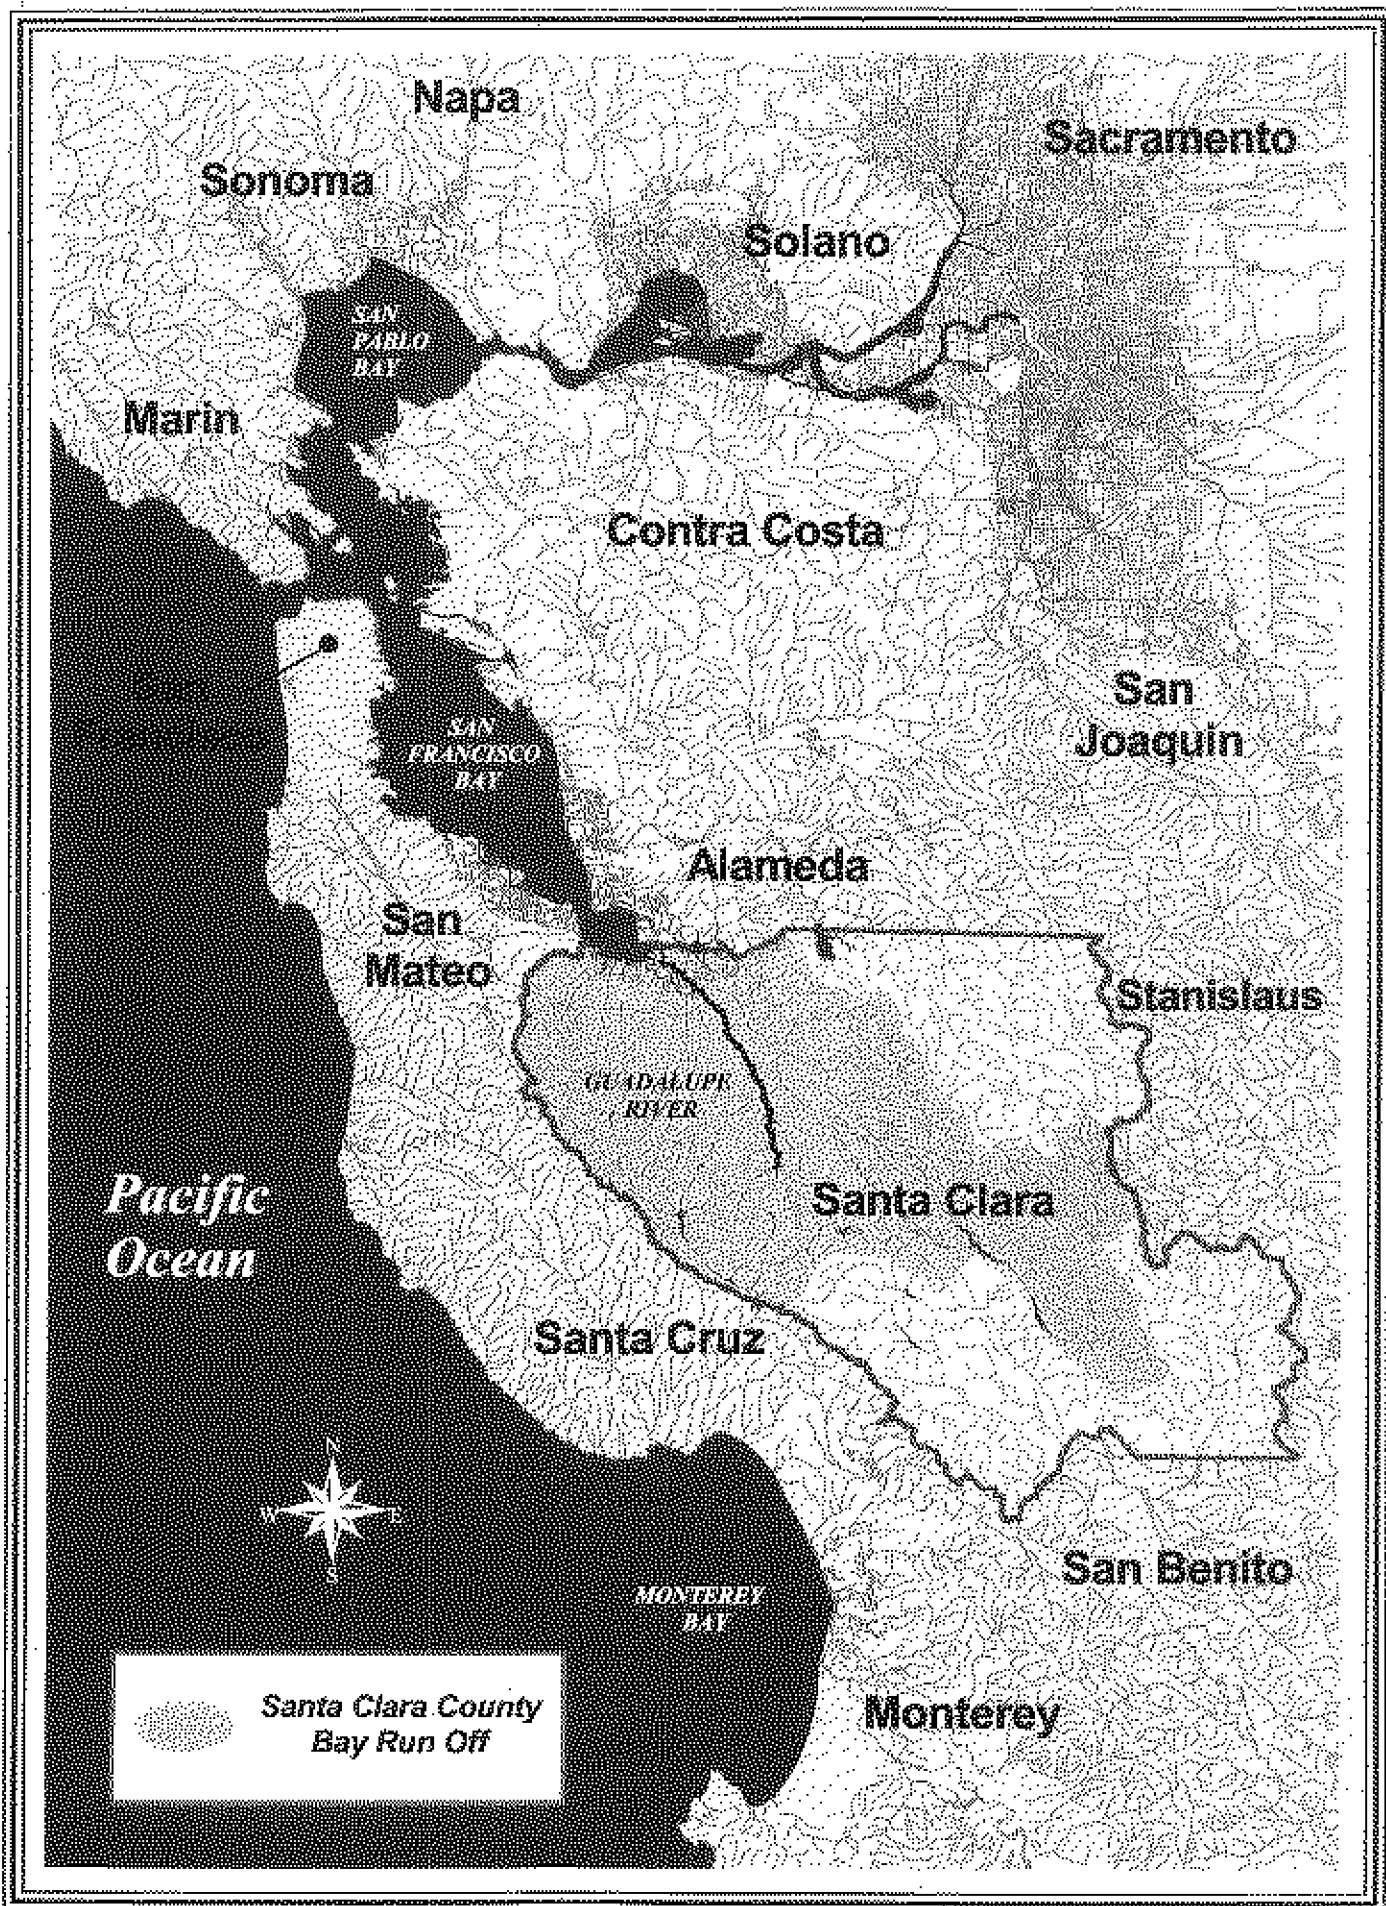 Napa
Sacramento
Sonoma
Solano
SAN
PABLO
BAY
Marin
Contra Costa
San
Joaquin
SAN
FRANCISCO
BAY
Alameda
San
Mateo
Stanislaus
GUADALUPE
RIVER
Pacific
Ocean
Santa Clara
Santa Cruz
N
W E
S
San Benito
MONTEREY
BAY
Monterey
Santa Clara County
Bay Run Off